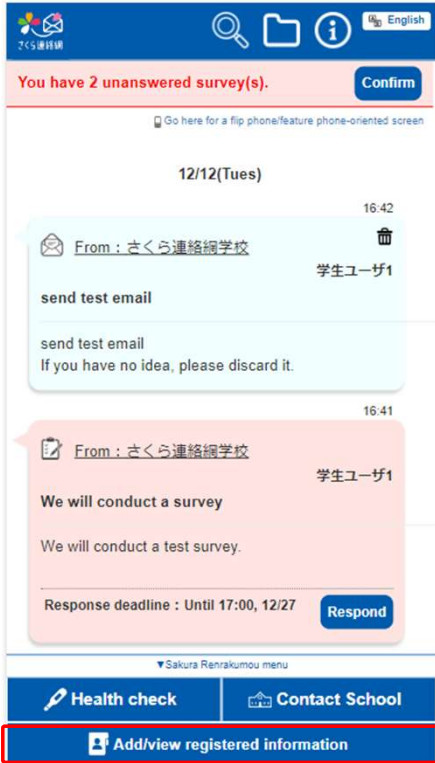 さくら連絡網
English
You have 2 unanswered survey(s).
Confirm
Go here for a flip phone/feature phone-oriented screen
12/12(Tues)
16:42
From：さくら連絡網学校
学生ユーザ1
send test email
send test email
If you have no idea, please discard it.
16:41
From：さくら連絡網学校
学生ユーザ1
We will conduct a survey
We will conduct a test survey.
Response deadline：Until 17:00, 12/27
Respond
▼Sakura Renrakumou menu
Health check
Contact School
Add/view registered information